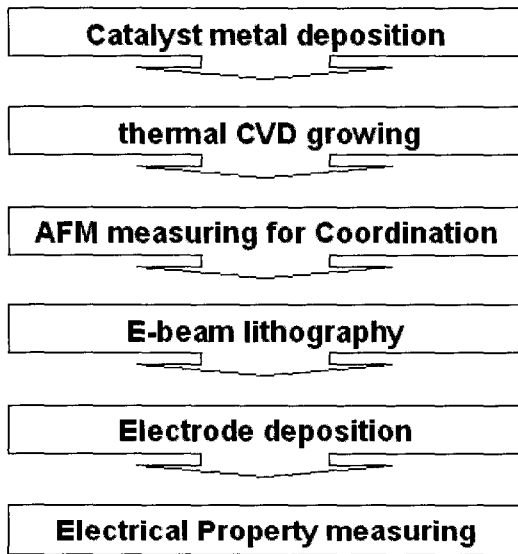 Catalyst metal deposition
thermal CVD growing
AFM measuring for Coordination
E-beam lithography
Electrode deposition
Electrical Property measuring